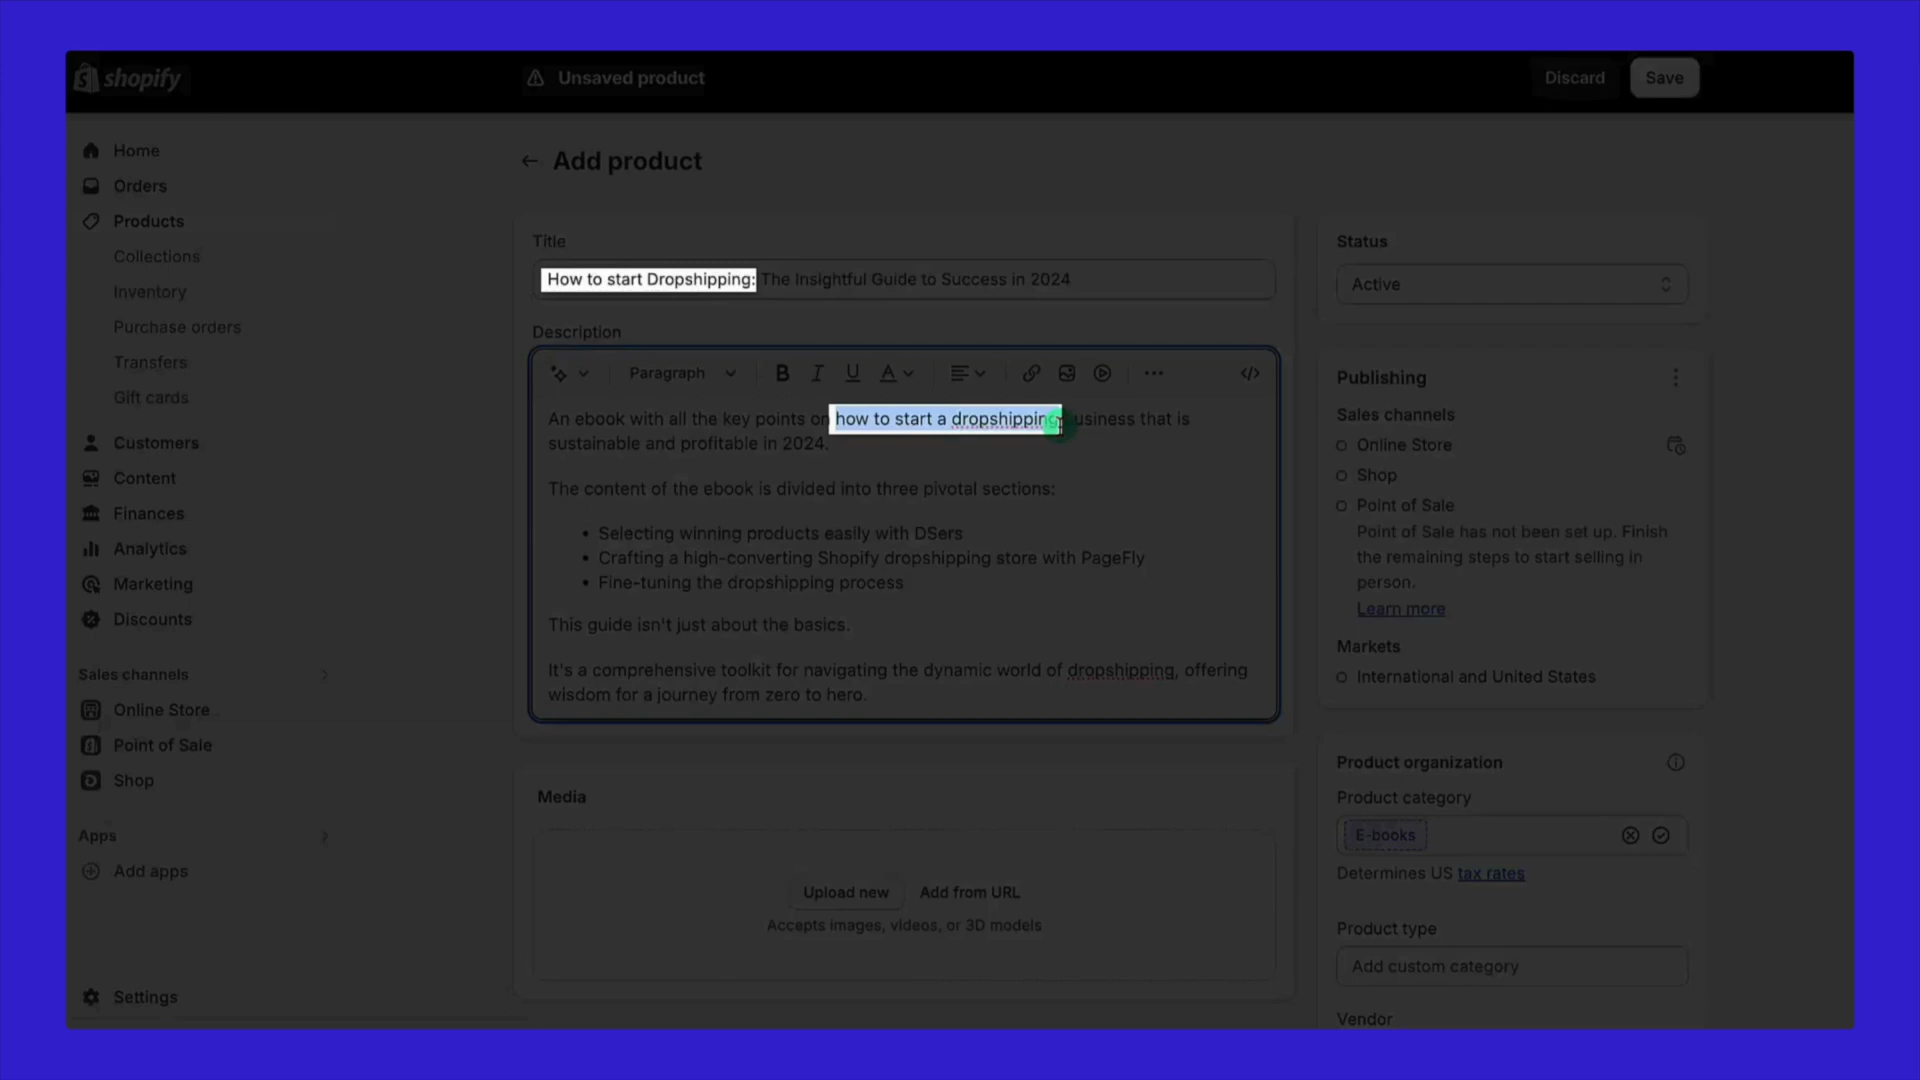 shopify
Unsaved product
Discard
Save
Home
Orders
Products
Collections
Inventory
Purchase orders
Transfers
Gift cards
Customers
Content
Finances
Analytics
Marketing
Discounts
Sales channels
Online Store
Point of Sale
Shop
Apps
Add apps
Settings
Add product
Title
How to start Dropshipping: The Insightful Guide to Success in 2024
Description
Paragraph
B I U A
An ebook with all the key points on how to start a dropshipping business that is
sustainable and profitable in 2024.
The content of the ebook is divided into three pivotal sections:
• Selecting winning products easily with DSers
• Crafting a high-converting Shopify dropshipping store with PageFly
• Fine-tuning the dropshipping process
This guide isn't just about the basics.
It's a comprehensive toolkit for navigating the dynamic world of dropshipping, offering
wisdom for a journey from zero to hero.
Media
Upload new
Add from URL
Accepts images, videos, or 3D models
Status
Active
Publishing
Sales channels
Online Store
Shop
Point of Sale
Point of Sale has not been set up. Finish
the remaining steps to start selling in
person.
Learn more
Markets
International and United States
Product organization
Product category
E-books
Determines US tax rates
Product type
Add custom category
Vendor